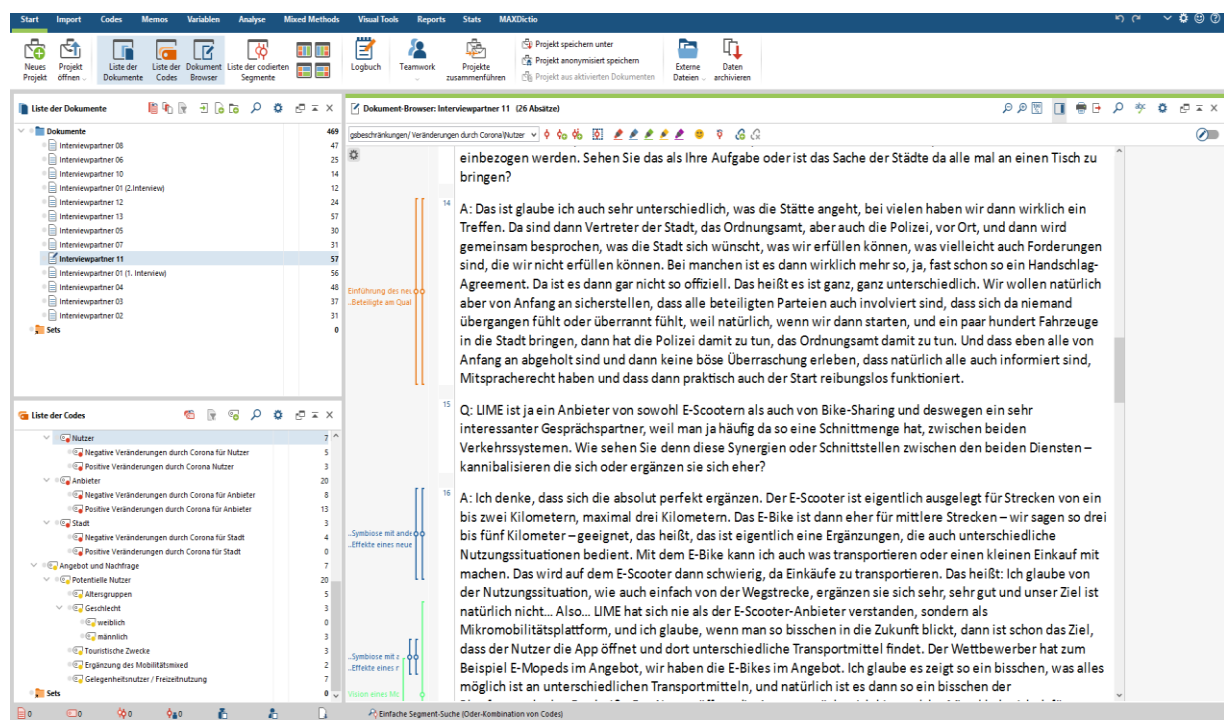 Start Import Codes Memos Variablen Analyse Mixed Methods Visual Tools Reports Stats MAXDictio
Neues Projekt
Projekt öffnen
Liste der Dokumente
Liste der Codes
Dokument Browser
Liste der codierten Segmente
Logbuch
Teamwork
Projekte zusammenführen
Projekt speichern unter
Projekt anonymisiert speichern
Projekt aus aktivierten Dokumenten
Externe Dateien
Daten archivieren
Liste der Dokumente
Dokumente 469
Interviewpartner 08 47
Interviewpartner 06 25
Interviewpartner 10 14
Interviewpartner 01 (2.Interview) 12
Interviewpartner 12 24
Interviewpartner 13 57
Interviewpartner 05 30
Interviewpartner 07 31
Interviewpartner 11 57
Interviewpartner 01 (1. Interview) 56
Interviewpartner 04 48
Interviewpartner 03 37
Interviewpartner 02 31
Sets 0
Liste der Codes
Nutzer 7
Negative Veränderungen durch Corona für Nutzer 5
Positive Veränderungen durch Corona Nutzer 3
Anbieter 20
Negative Veränderungen durch Corona für Anbieter 8
Positive Veränderungen durch Corona für Anbieter 13
Stadt 3
Negative Veränderungen durch Corona für Stadt 4
Positive Veränderungen durch Corona für Stadt 0
Angebot und Nachfrage 7
Potentielle Nutzer 20
Altersgruppen 5
Geschlecht 3
weiblich 0
männlich 3
Touristische Zwecke 3
Ergänzung des Mobilitätsmixed 2
Gelegenheitsnutzer / Freizeitnutzung 7
Sets 0
Dokument-Browser: Interviewpartner 11 (26 Absätze)
gsbeschränkungen/ Veränderungen durch Corona\Nutzer
einbezogen werden. Sehen Sie das als Ihre Aufgabe oder ist das Sache der Städte da alle mal an einen Tisch zu
bringen?
14 A: Das ist glaube ich auch sehr unterschiedlich, was die Stätte angeht, bei vielen haben wir dann wirklich ein
Treffen. Da sind dann Vertreter der Stadt, das Ordnungsamt, aber auch die Polizei, vor Ort, und dann wird
gemeinsam besprochen, was die Stadt sich wünscht, was wir erfüllen können, was vielleicht auch Forderungen
sind, die wir nicht erfüllen können. Bei manchen ist es dann wirklich mehr so, ja, fast schon so ein Handschlag-
Agreement. Da ist es dann gar nicht so offiziell. Das heißt es ist ganz, ganz unterschiedlich. Wir wollen natürlich
aber von Anfang an sicherstellen, dass alle beteiligten Parteien auch involviert sind, dass sich da niemand
übergangen fühlt oder überrannt fühlt, weil natürlich, wenn wir dann starten, und ein paar hundert Fahrzeuge
in die Stadt bringen, dann hat die Polizei damit zu tun, das Ordnungsamt damit zu tun. Und dass eben alle von
Anfang an abgeholt sind und dann keine böse Überraschung erleben, dass natürlich alle auch informiert sind,
Mitspracherecht haben und dass dann praktisch auch der Start reibungslos funktioniert.
Einführung des neu
..Beteiligte am Qual
15 Q: LIME ist ja ein Anbieter von sowohl E-Scootern als auch von Bike-Sharing und deswegen ein sehr
interessanter Gesprächspartner, weil man ja häufig da so eine Schnittmenge hat, zwischen beiden
Verkehrssystemen. Wie sehen Sie denn diese Synergien oder Schnittstellen zwischen den beiden Diensten –
kannibalisieren die sich oder ergänzen sie sich eher?
16 A: Ich denke, dass sich die absolut perfekt ergänzen. Der E-Scooter ist eigentlich ausgelegt für Strecken von ein
bis zwei Kilometern, maximal drei Kilometern. Das E-Bike ist dann eher für mittlere Strecken – wir sagen so drei
bis fünf Kilometer – geeignet, das heißt, das ist eigentlich eine Ergänzungen, die auch unterschiedliche
Nutzungssituationen bedient. Mit dem E-Bike kann ich auch was transportieren oder einen kleinen Einkauf mit
machen. Das wird auf dem E-Scooter dann schwierig, da Einkäufe zu transportieren. Das heißt: Ich glaube von
der Nutzungssituation, wie auch einfach von der Wegstrecke, ergänzen sie sich sehr, sehr gut und unser Ziel ist
natürlich nicht... Also... LIME hat sich nie als der E-Scooter-Anbieter verstanden, sondern als
Mikromobilitätsplattform, und ich glaube, wenn man so bisschen in die Zukunft blickt, dann ist schon das Ziel,
dass der Nutzer die App öffnet und dort unterschiedliche Transportmittel findet. Der Wettbewerber hat zum
Beispiel E-Mopeds im Angebot, wir haben die E-Bikes im Angebot. Ich glaube es zeigt so ein bisschen, was alles
möglich ist an unterschiedlichen Transportmitteln, und natürlich ist es dann so ein bisschen der
..Symbiose mit ande
..Effekte eines neue
..Symbiose mit a
..Effekte eines n
Vision eines Mo
0 0 0 0
Einfache Segment-Suche (Oder-Kombination von Codes)